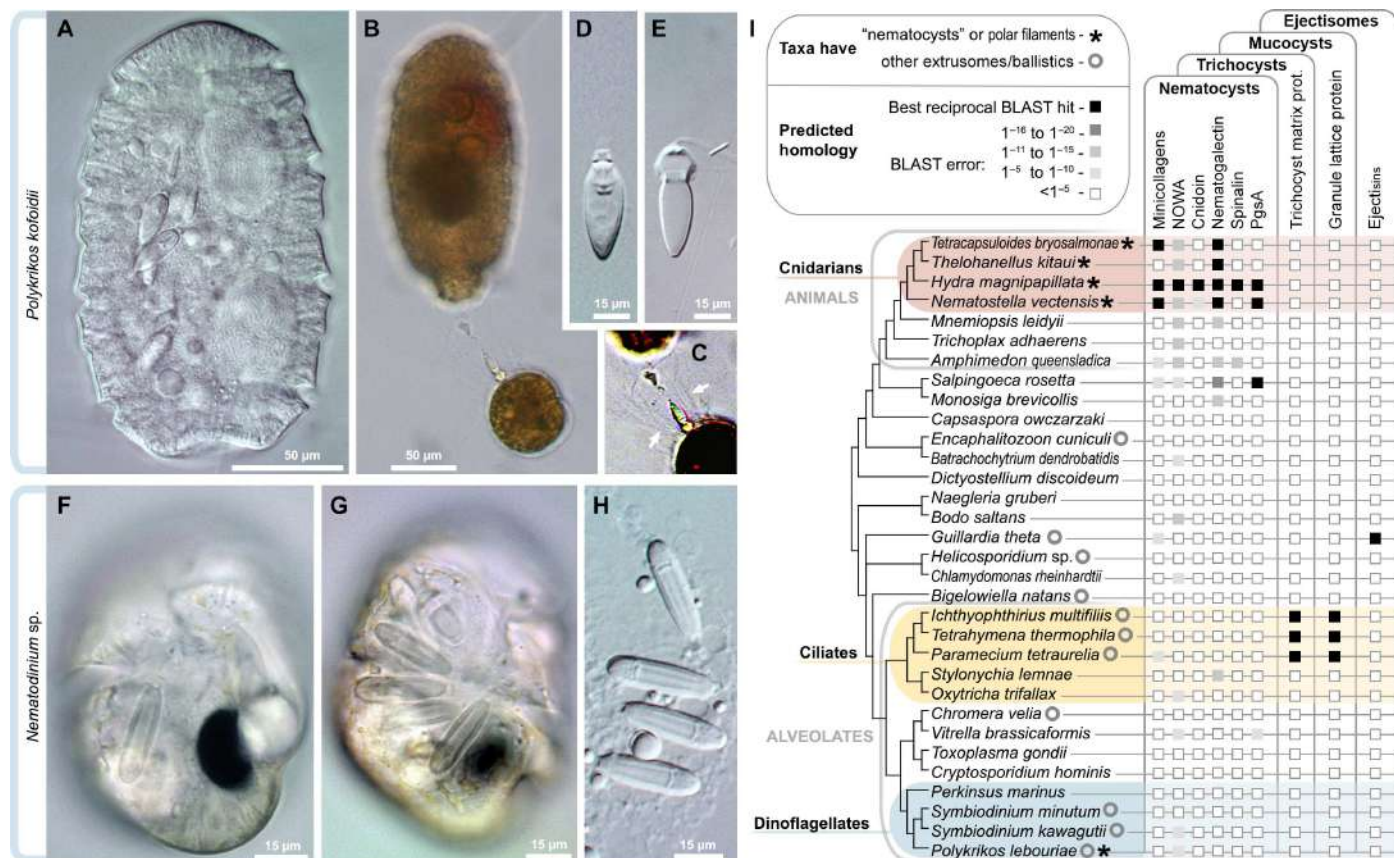 A
B
D
E
15 µm
15 µm
C
50 µm
50 µm
Polykrikos kofoidii
F
G
H
15 µm
15 µm
15 µm
Nematodinium sp.
I
Taxa have
"nematocysts" or polar filaments - *
other extrusomes/ballistics -
Predicted homology
Best reciprocal BLAST hit -
BLAST error:
1⁻¹⁶ to 1⁻²⁰ -
1⁻¹¹ to 1⁻¹⁵ -
1⁻⁵ to 1⁻¹⁰ -
<1⁻⁵ -
Ejectisomes
Mucocysts
Trichocysts
Nematocysts
Minicollagens
NOWA
Cnidoin
Nematogalectin
Spinalin
PgsA
Trichocyst matrix prot.
Granule lattice protein
Ejectisins
Cnidarians
ANIMALS
Tetracapsuloides bryosalmonae *
Thelohanellus kitaui *
Hydra magnipapillata *
Nematostella vectensis *
Mnemiopsis leidyii
Trichoplax adhaerens
Amphimedon queensladica
Salpingoeca rosetta
Monosiga brevicollis
Capsaspora owczarzaki
Encaphalitozoon cuniculi
Batrachochytrium dendrobatidis
Dictyostellium discoideum
Naegleria gruberi
Bodo saltans
Guillardia theta
Helicosporidium sp.
Chlamydomonas rheinhardtii
Bigelowiella natans
Ciliates
ALVEOLATES
Ichthyophthirius multifiliis
Tetrahymena thermophila
Paramecium tetraurelia
Stylonychia lemnae
Oxytricha trifallax
Chromera velia
Vitrella brassicaformis
Toxoplasma gondii
Cryptosporidium hominis
Dinoflagellates
Perkinsus marinus
Symbiodinium minutum
Symbiodinium kawagutii
Polykrikos lebouriae *